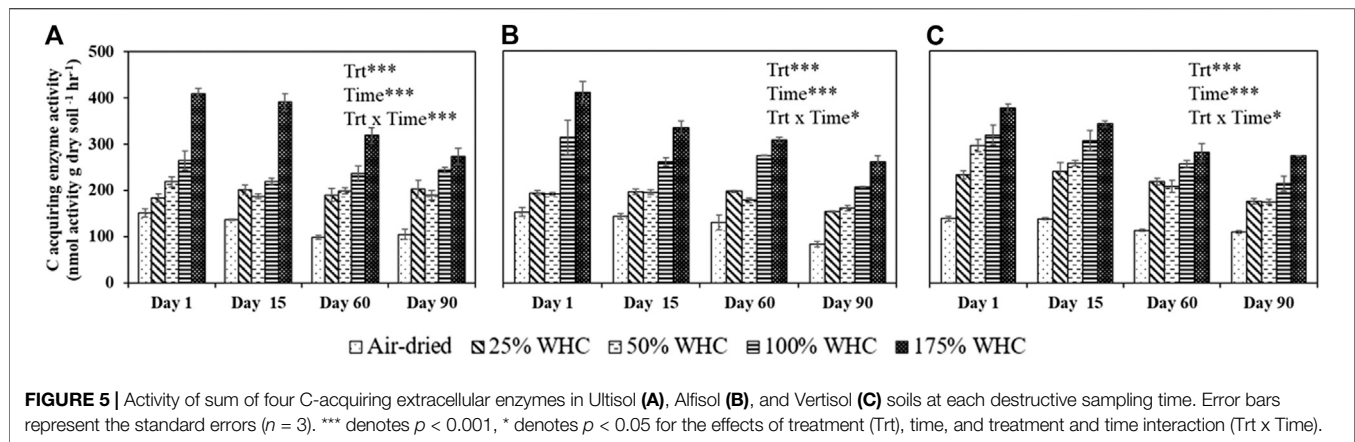 A
B
C
C acquiring enzyme activity
(nmol activity g dry soil ⁻¹ hr⁻¹)
500
400
300
200
100
0
Trt***
Time***
Trt x Time***
Trt***
Time***
Trt x Time*
Trt***
Time***
Trt x Time*
Day 1 Day 15 Day 60 Day 90
Day 1 Day 15 Day 60 Day 90
Day 1 Day 15 Day 60 Day 90
Air-dried 25% WHC 50% WHC 100% WHC 175% WHC
FIGURE 5 | Activity of sum of four C-acquiring extracellular enzymes in Ultisol (A), Alfisol (B), and Vertisol (C) soils at each destructive sampling time. Error bars
represent the standard errors (n = 3). *** denotes p < 0.001, * denotes p < 0.05 for the effects of treatment (Trt), time, and treatment and time interaction (Trt x Time).